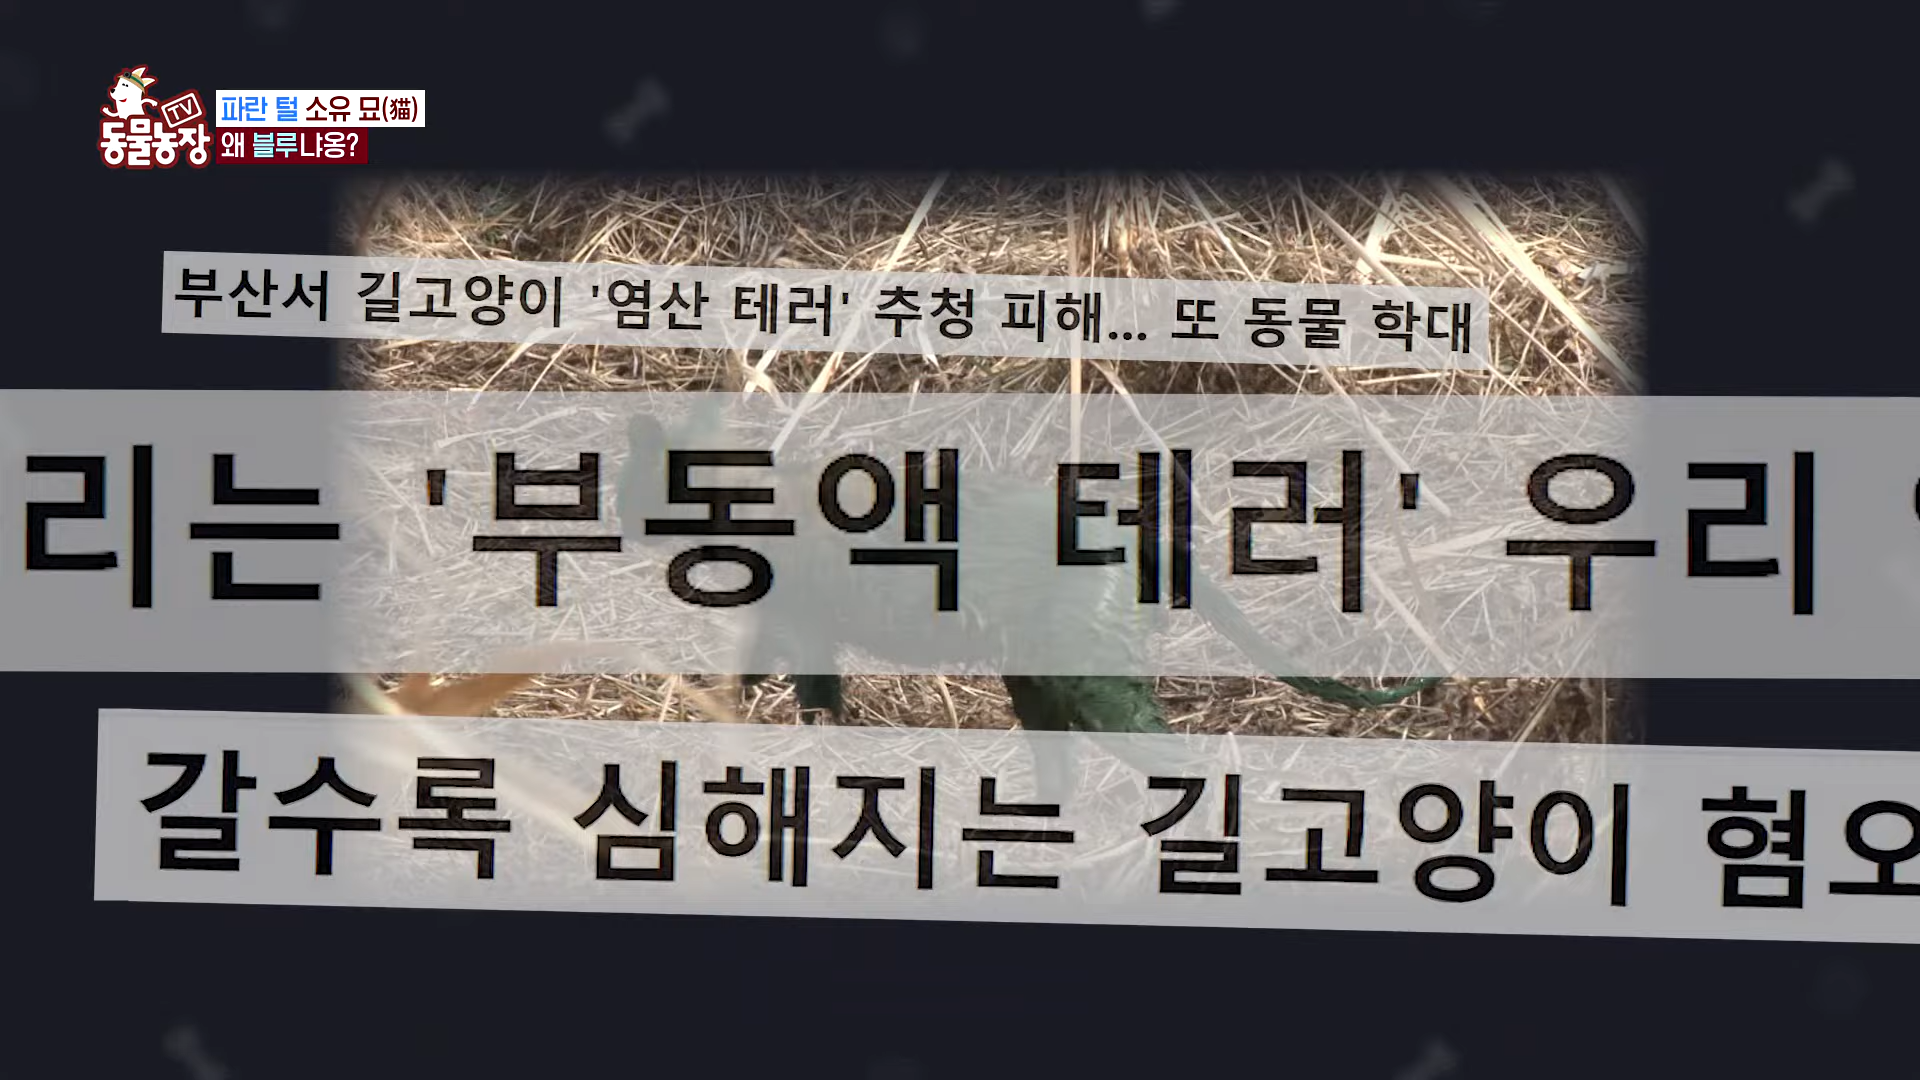 TV
동물농장
파란 털 소유 묘(猫)
왜 블루냐옹?
부산서 길고양이 '염산 테러' 추청 피해... 또 동물 학대
리는 '부동액 테러' 우리
갈수록 심해지는 길고양이 혐오